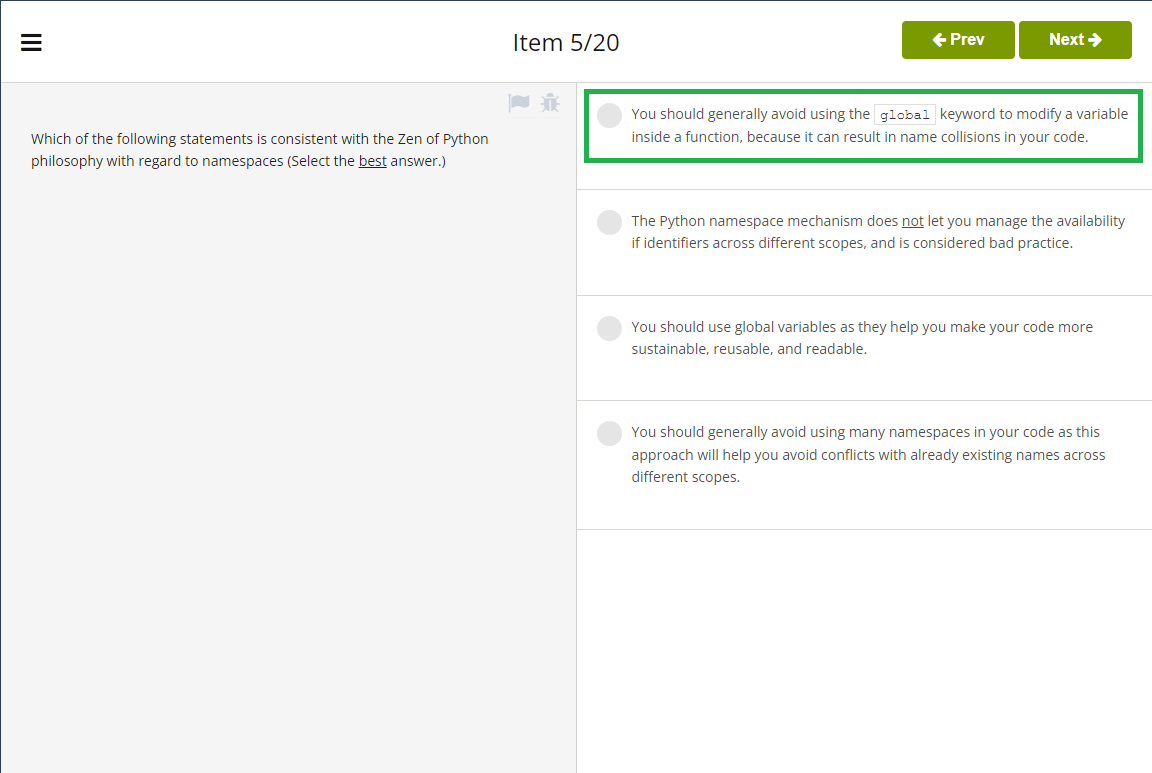 Item 5/20
Prev
Next
Which of the following statements is consistent with the Zen of Python
philosophy with regard to namespaces (Select the best answer.)
You should generally avoid using the global keyword to modify a variable
inside a function, because it can result in name collisions in your code.
The Python namespace mechanism does not let you manage the availability
if identifiers across different scopes, and is considered bad practice.
You should use global variables as they help you make your code more
sustainable, reusable, and readable.
You should generally avoid using many namespaces in your code as this
approach will help you avoid conflicts with already existing names across
different scopes.